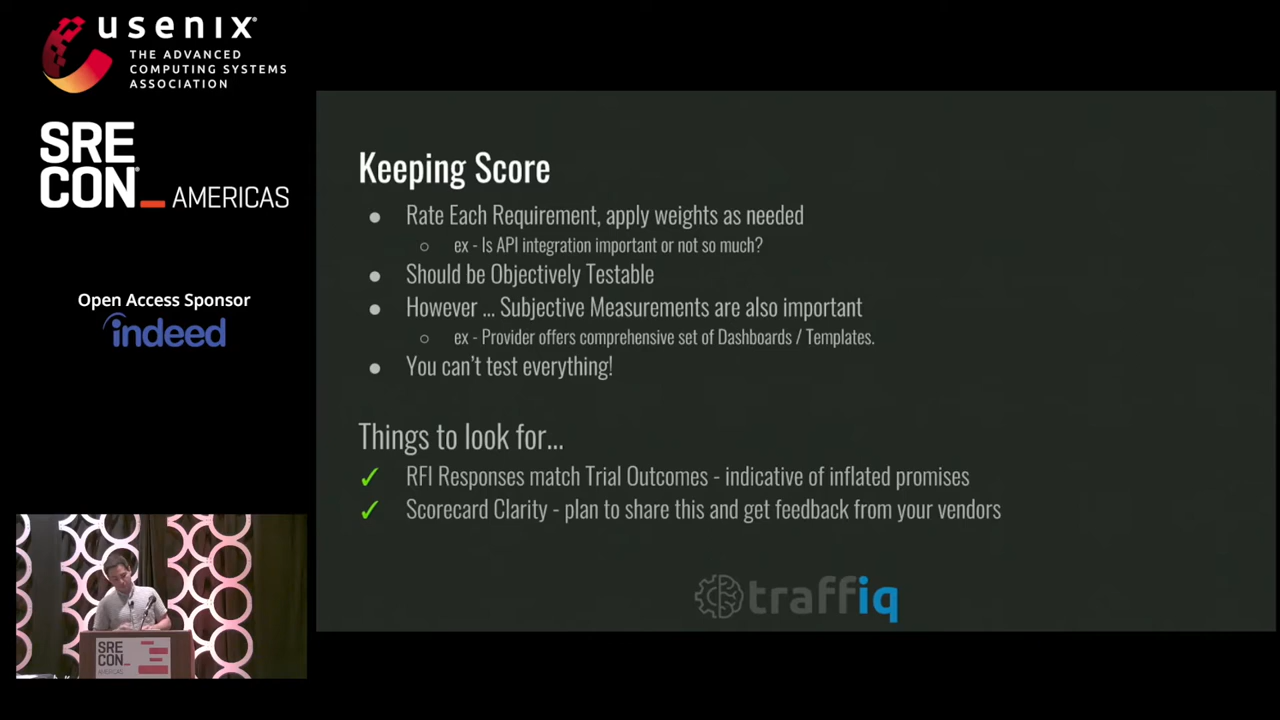 usenix
THE ADVANCED
COMPUTING SYSTEMS
ASSOCIATION
SRE
CON AMERICAS
Open Access Sponsor
indeed
Keeping Score
● Rate Each Requirement, apply weights as needed
○ ex - Is API integration important or not so much?
● Should be Objectively Testable
● However ... Subjective Measurements are also important
○ ex - Provider offers comprehensive set of Dashboards / Templates.
● You can't test everything!
Things to look for...
✓ RFI Responses match Trial Outcomes - indicative of inflated promises
✓ Scorecard Clarity - plan to share this and get feedback from your vendors
traffiq
SRE
CON_
AMERICAS